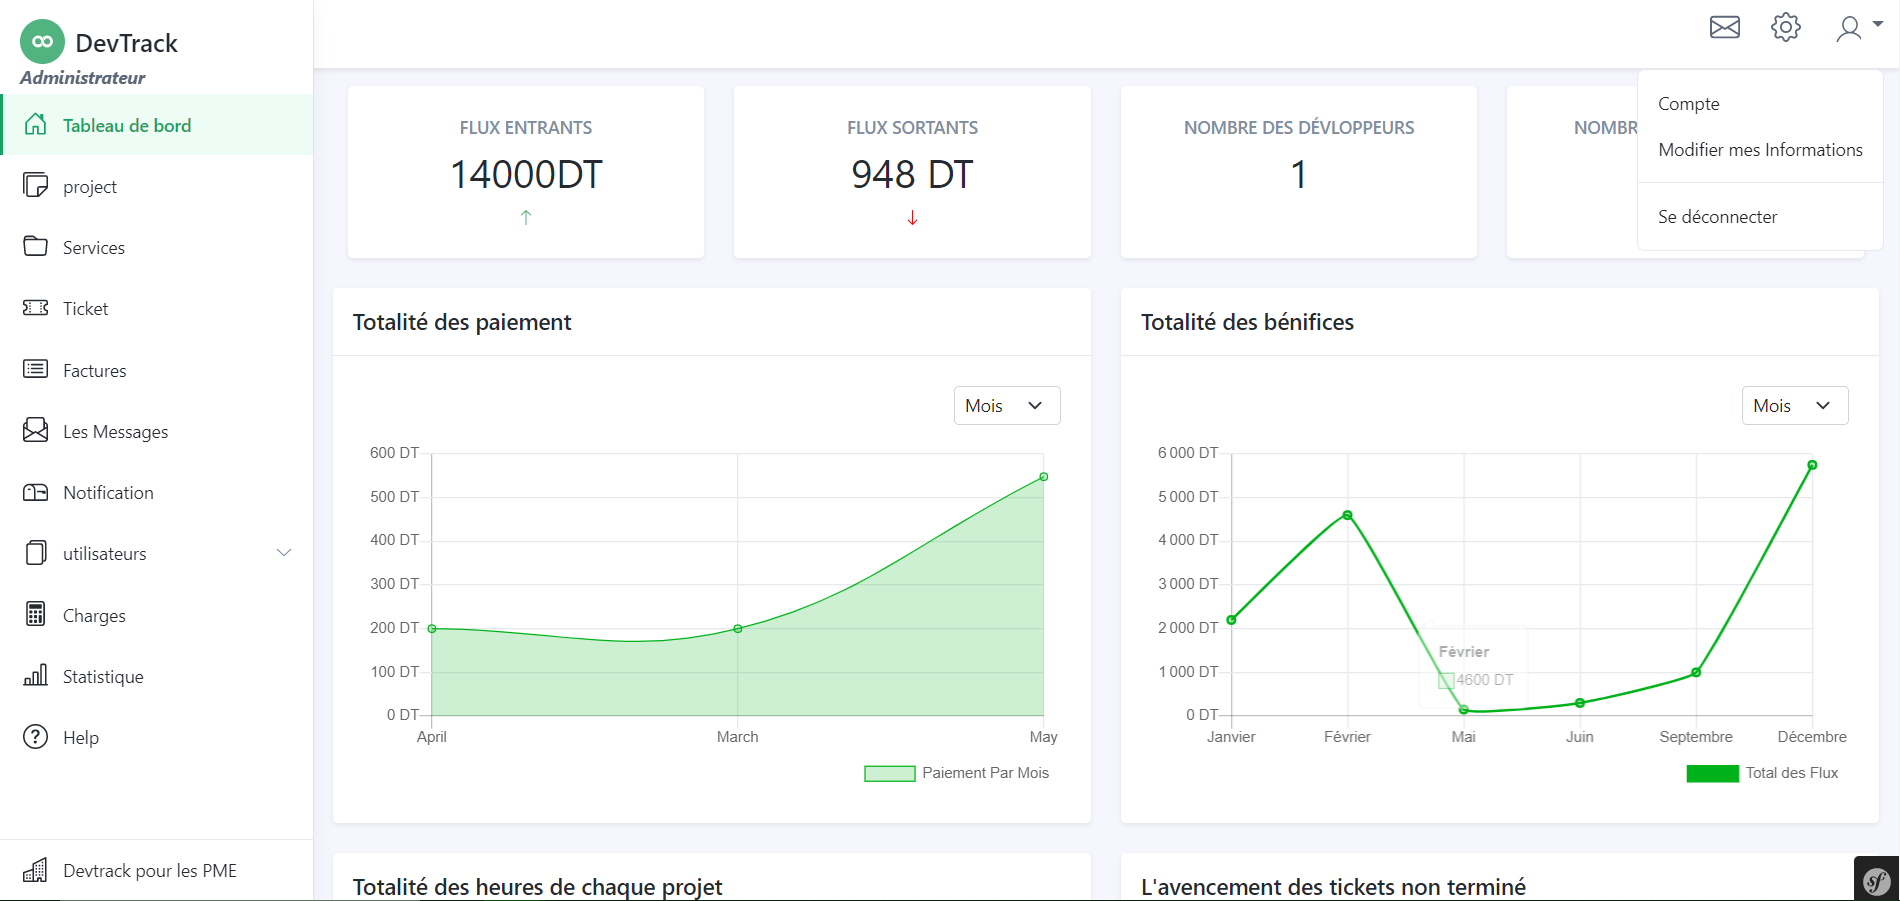 DevTrack
Administrateur
Tableau de bord
project
Services
Ticket
Factures
Les Messages
Notification
utilisateurs
Charges
Statistique
Help
Devtrack pour les PME
Compte
Modifier mes Informations
Se déconnecter
FLUX ENTRANTS
14000DT
FLUX SORTANTS
948 DT
NOMBRE DES DÉVLOPPEURS
1
NOMBR
Totalité des paiement
Mois
600 DT
500 DT
400 DT
300 DT
200 DT
100 DT
0 DT
April
March
May
Paiement Par Mois
Totalité des bénifices
Mois
6 000 DT
5 000 DT
4 000 DT
3 000 DT
2 000 DT
1 000 DT
0 DT
Février
4600 DT
Janvier
Février
Mai
Juin
Septembre
Décembre
Total des Flux
Totalité des heures de chaque projet
L'avencement des tickets non terminé
sf